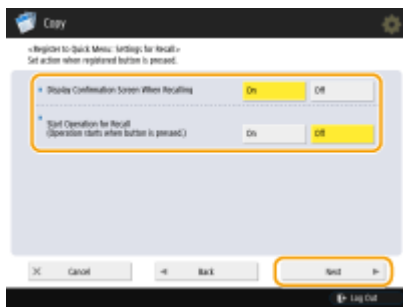 Copy
<Register to Quick Menu: Settings for Recall>
Set action when registered button is pressed.
Display Confirmation Screen When Recalling
On
Off
Start Operation for Recall
(Operation starts when button is pressed.)
On
Off
Cancel
Back
Next
Log Out